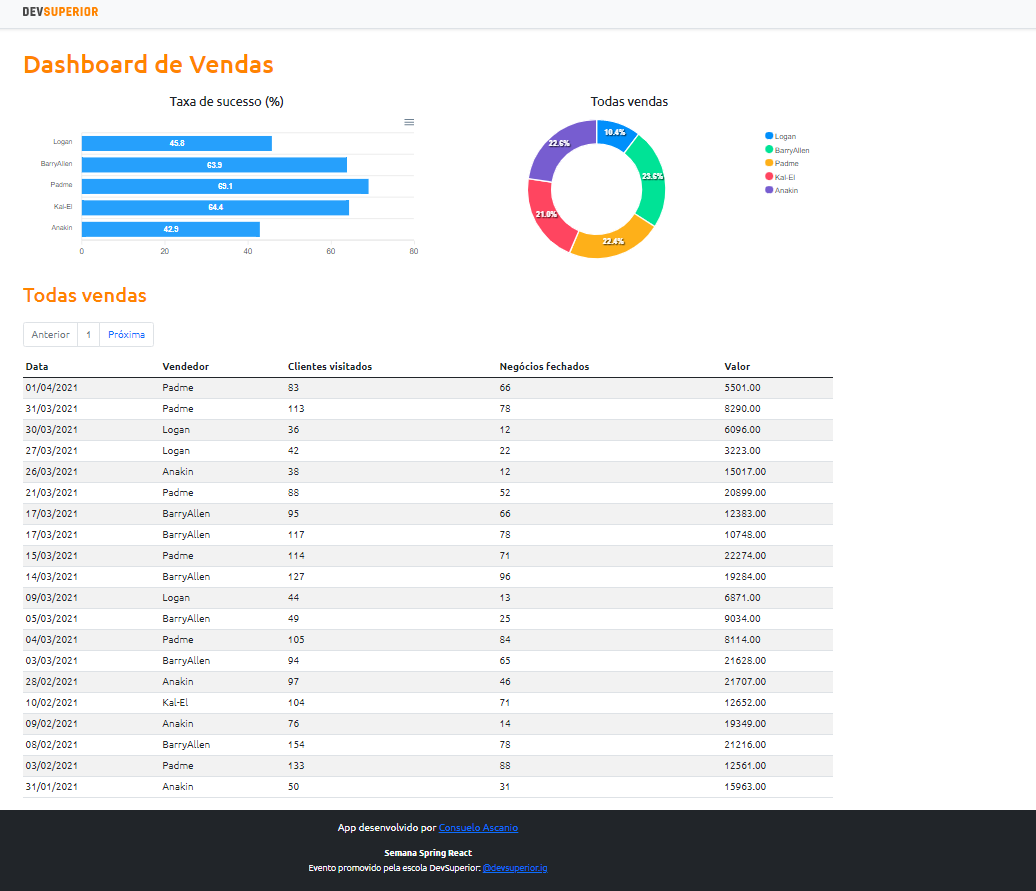 DEVSUPERIOR
Dashboard de Vendas
Taxa de sucesso (%)
Logan 45.8
BarryAllen 63.9
Padme 69.1
Kal-El 64.4
Anakin 42.9
0 20 40 60 80
Todas vendas
10.4%
23.6%
22.4%
21.0%
22.6%
Logan
BarryAllen
Padme
Kal-El
Anakin
Todas vendas
Anterior 1 Próxima
Data Vendedor Clientes visitados Negócios fechados Valor
01/04/2021 Padme 83 66 5501.00
31/03/2021 Padme 113 78 8290.00
30/03/2021 Logan 36 12 6096.00
27/03/2021 Logan 42 22 3223.00
26/03/2021 Anakin 38 12 15017.00
21/03/2021 Padme 88 52 20899.00
17/03/2021 BarryAllen 95 66 12383.00
17/03/2021 BarryAllen 117 78 10748.00
15/03/2021 Padme 114 71 22274.00
14/03/2021 BarryAllen 127 96 19284.00
09/03/2021 Logan 44 13 6871.00
05/03/2021 BarryAllen 49 25 9034.00
04/03/2021 Padme 105 84 8114.00
03/03/2021 BarryAllen 94 65 21628.00
28/02/2021 Anakin 97 46 21707.00
10/02/2021 Kal-El 104 71 12652.00
09/02/2021 Anakin 76 14 19349.00
08/02/2021 BarryAllen 154 78 21216.00
03/02/2021 Padme 133 88 12561.00
31/01/2021 Anakin 50 31 15963.00
App desenvolvido por Consuelo Ascanio
Semana Spring React
Evento promovido pela escola DevSuperior: @devsuperior.ig